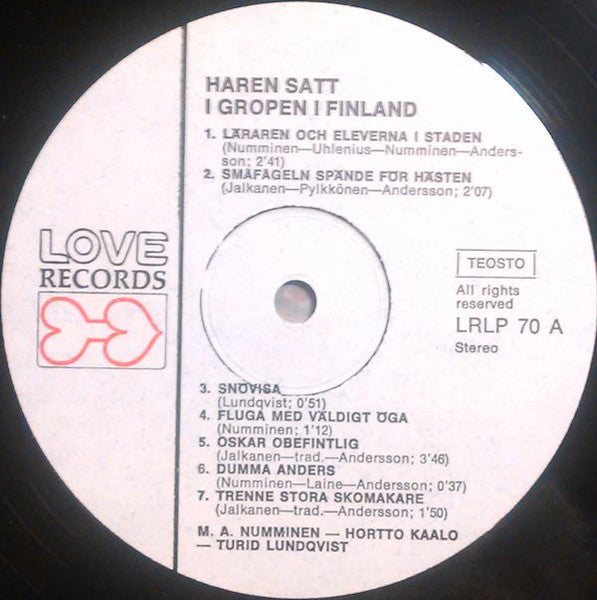 HAREN SATT
I GROPEN I FINLAND
1. LÄRAREN OCH ELEVERNA I STADEN
(Numminen—Uhlenius—Numminen—Anders-
son; 2'41)
2. SMÅFÅGELN SPÄNDE FÖR HÄSTEN
(Jalkanen—Pylkkönen—Andersson; 2'07)
LOVE
RECORDS
TEOSTO
All rights
reserved
LRLP 70 A
Stereo
3. SNÖVISA
(Lundqvist; 0'51)
4. FLUGA MED VÄLDIGT ÖGA
(Numminen; 1'12)
5. OSKAR OBEFINTLIG
(Jalkanen—trad.—Andersson; 3'46)
6. DUMMA ANDERS
(Numminen—Laine—Andersson; 0'37)
7. TRENNE STORA SKOMAKARE
(Jalkanen—trad.—Andersson; 1'50)
M. A. NUMMINEN — HORTTO KAALO
— TURID LUNDQVIST